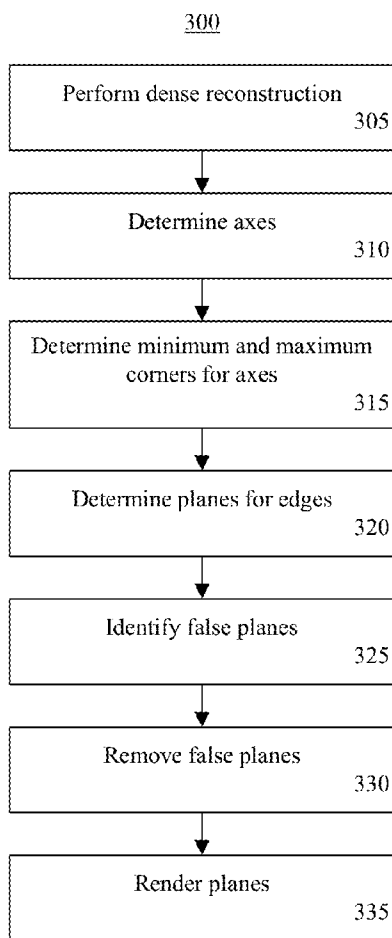 300
Perform dense reconstruction
305
Determine axes
310
Determine minimum and maximum
corners for axes
315
Determine planes for edges
320
Identify false planes
325
Remove false planes
330
Render planes
335